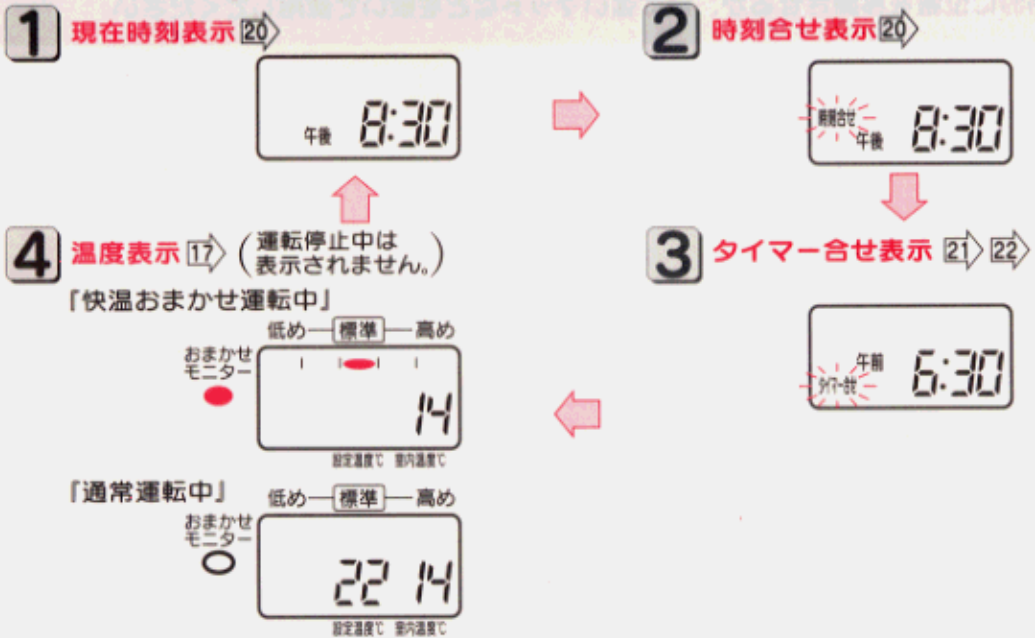 1 現在時刻表示 20
午後 8:30
2 時刻合せ表示 20
時刻合せ
午後 8:30
3 タイマー合せ表示 21 22
午前 6:30
タイマー合せ
4 温度表示 17 (運転停止中は
表示されません。)
『快温おまかせ運転中』
低め 標準 高め
おまかせ
モニター
14
設定温度℃ 室内温度℃
『通常運転中』
低め 標準 高め
おまかせ
モニター
22 14
設定温度℃ 室内温度℃